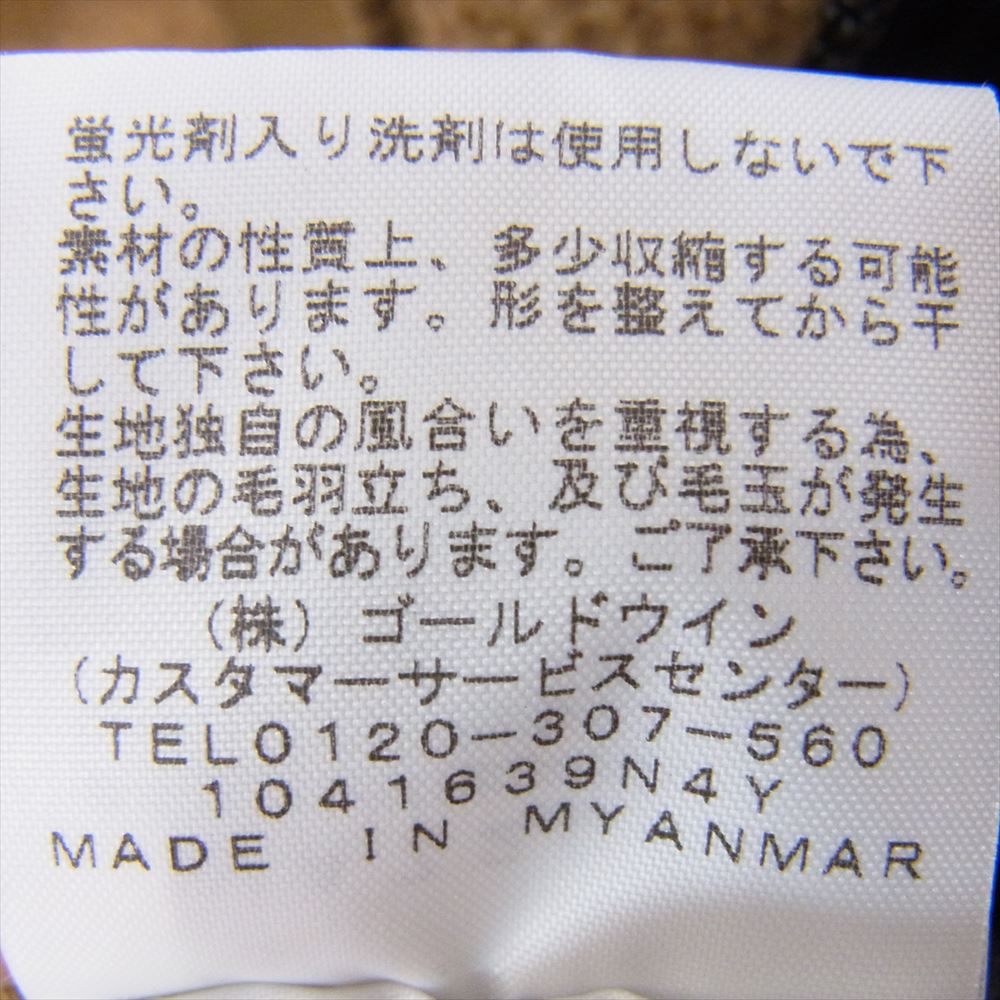 蛍光剤入り洗剤は使用しないで下
さい。
素材の性質上、多少収縮する可能
性があります。形を整えてから干
して下さい。
生地独自の風合いを重視する為、
生地の毛羽立ち、及び毛玉が発生
する場合があります。ご了承下さい。
（株）ゴールドウイン
（カスタマーサービスセンター）
TEL0120-307-560
1041639N4Y
MADE IN MYANMAR